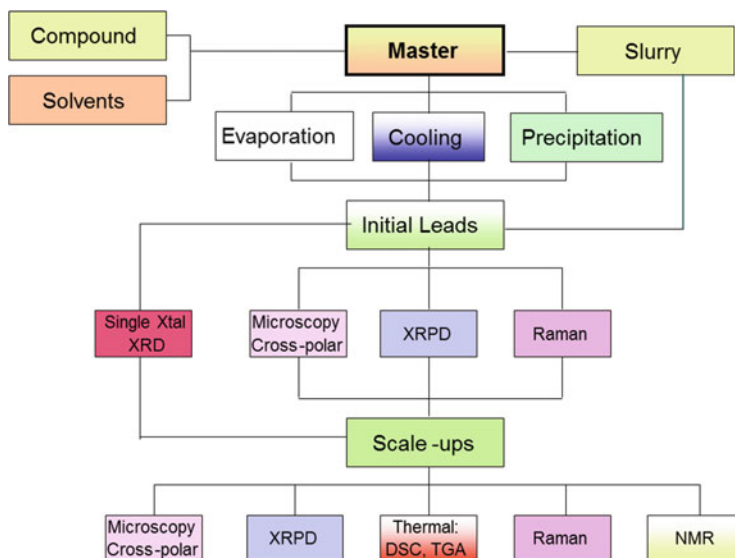 Compound
Master
Slurry
Solvents
Evaporation
Cooling
Precipitation
Initial Leads
Single Xtal
XRD
Microscopy
Cross-polar
XRPD
Raman
Scale -ups
Microscopy
Cross-polar
XRPD
Thermal:
DSC, TGA
Raman
NMR